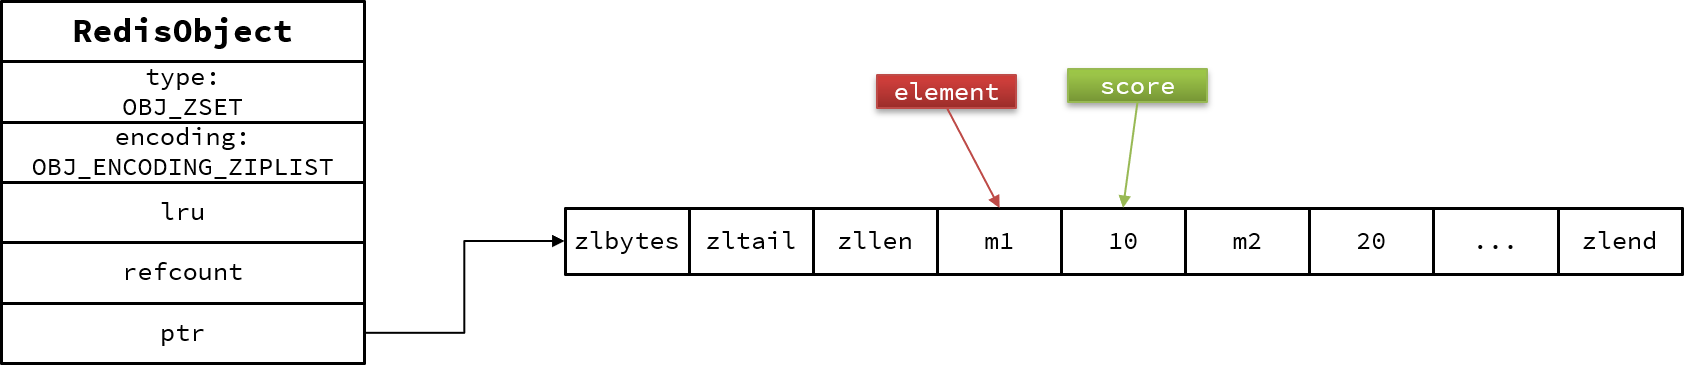 RedisObject
type:
OBJ_ZSET
encoding:
OBJ_ENCODING_ZIPLIST
lru
refcount
ptr
element
score
zlbytes zltail zllen m1 10 m2 20 ... zlend